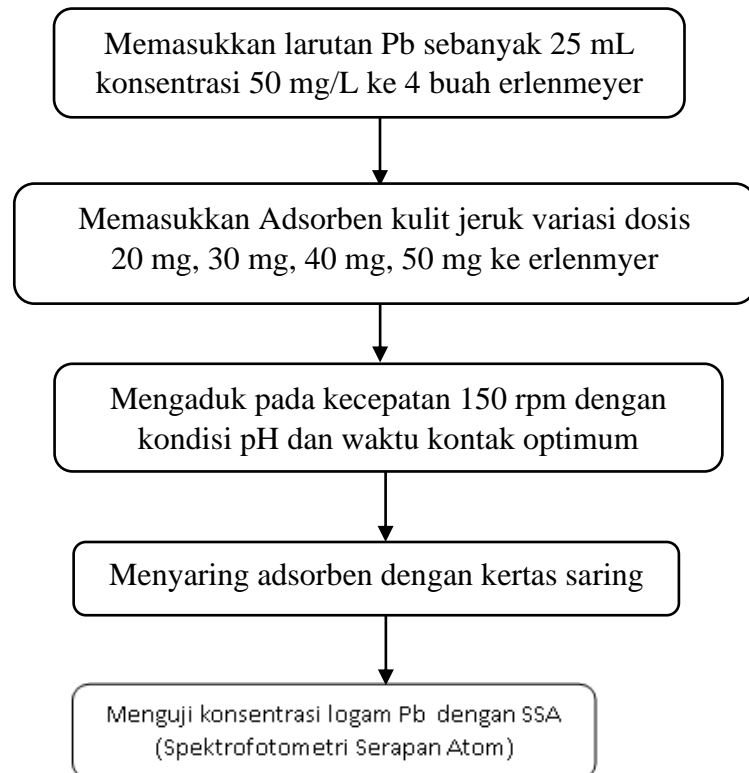 Memasukkan larutan Pb sebanyak 25 mL
konsentrasi 50 mg/L ke 4 buah erlenmeyer
Memasukkan Adsorben kulit jeruk variasi dosis
20 mg, 30 mg, 40 mg, 50 mg ke erlenmyer
Mengaduk pada kecepatan 150 rpm dengan
kondisi pH dan waktu kontak optimum
Menyaring adsorben dengan kertas saring
Menguji konsentrasi logam Pb dengan SSA
(Spektrofotometri Serapan Atom)